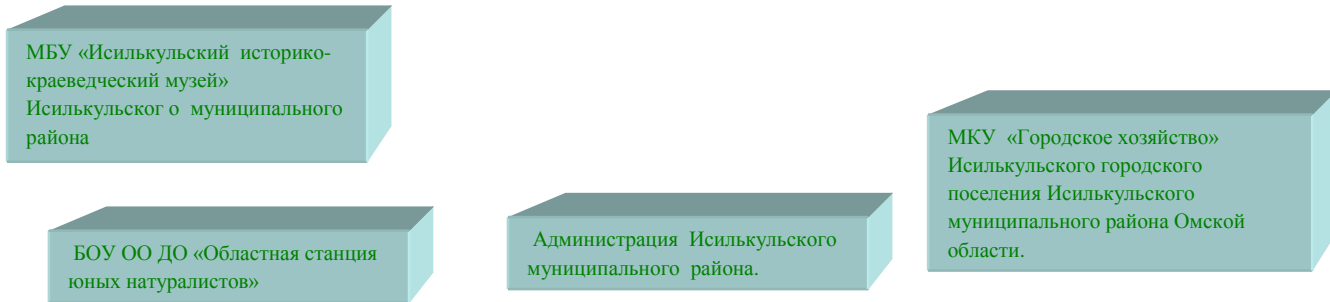 МБУ «Исилькульский историко-
краеведческий музей»
Исилькульског о муниципального
района
БОУ ОО ДО «Областная станция
юных натуралистов»
Администрация Исилькульского
муниципального района.
МКУ «Городское хозяйство»
Исилькульского городского
поселения Исилькульского
муниципального района Омской
области.